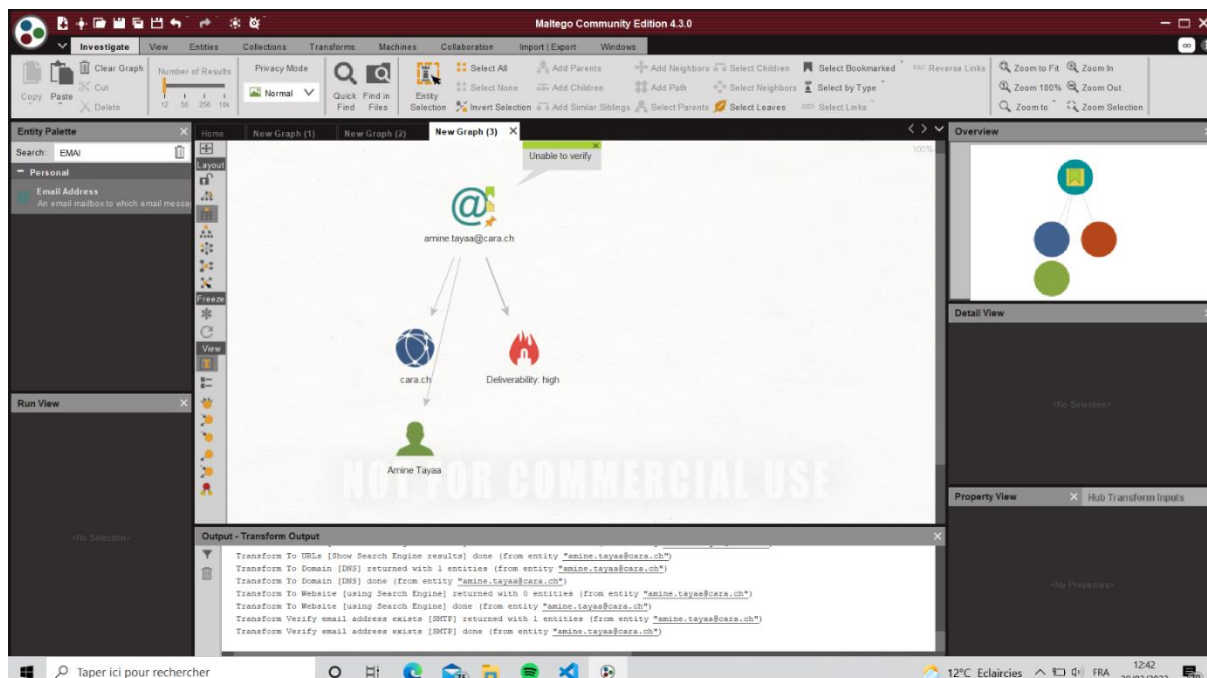 Maltego Community Edition 4.3.0
Investigate View Entities Collections Transforms Machines Collaboration Import | Export Windows
Copy Paste Clear Graph Cut Delete
Number of Results 12 50 256 10k
Privacy Mode Normal
Quick Find Find in Files
Entity Selection
Select All Select None Invert Selection
Add Parents Add Children Add Similar Siblings
Add Neighbors Add Path Select Parents
Select Children Select Neighbors Select Leaves
Select Bookmarked Select by Type Select Links
Reverse Links
Zoom to Fit Zoom 100% Zoom to
Zoom In Zoom Out Zoom Selection
Entity Palette
Search: EMAI
Personal
Email Address
An email mailbox to which email messa
Run View
<No Selection>
Home New Graph (1) New Graph (2) New Graph (3)
Layout
Freeze
View
100%
Unable to verify
amine.tayaa@cara.ch
cara.ch
Deliverability: high
Amine Tayaa
NOT FOR COMMERCIAL USE
Output - Transform Output
Transform To URLs [Show Search Engine results] done (from entity "amine.tayaa@cara.ch")
Transform To Domain [DNS] returned with 1 entities (from entity "amine.tayaa@cara.ch")
Transform To Domain [DNS] done (from entity "amine.tayaa@cara.ch")
Transform To Website [using Search Engine] returned with 0 entities (from entity "amine.tayaa@cara.ch")
Transform To Website [using Search Engine] done (from entity "amine.tayaa@cara.ch")
Transform Verify email address exists [SMTP] returned with 1 entities (from entity "amine.tayaa@cara.ch")
Transform Verify email address exists [SMTP] done (from entity "amine.tayaa@cara.ch")
Overview
Detail View
<No Selection>
Property View Hub Transform Inputs
<No Properties>
Taper ici pour rechercher
12°C Eclaircies FRA 12:42